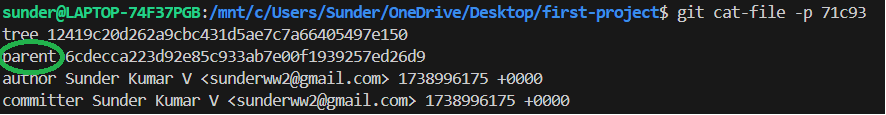 sunder@LAPTOP-74F37PGB:/mnt/c/Users/Sunder/OneDrive/Desktop/first-project$ git cat-file -p 71c93
tree 12419c20d262a9cbc431d5ae7c7a66405497e150
parent 6cdecca223d92e85c933ab7e00f1939257ed26d9
author Sunder Kumar V <sunderww2@gmail.com> 1738996175 +0000
committer Sunder Kumar V <sunderww2@gmail.com> 1738996175 +0000